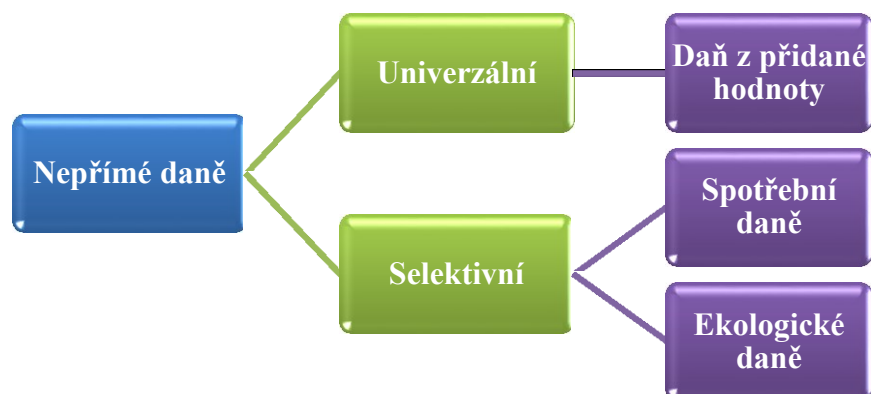 Nepřímé daně
Univerzální
Daň z přidané
hodnoty
Selektivní
Spotřební
daně
Ekologické
daně